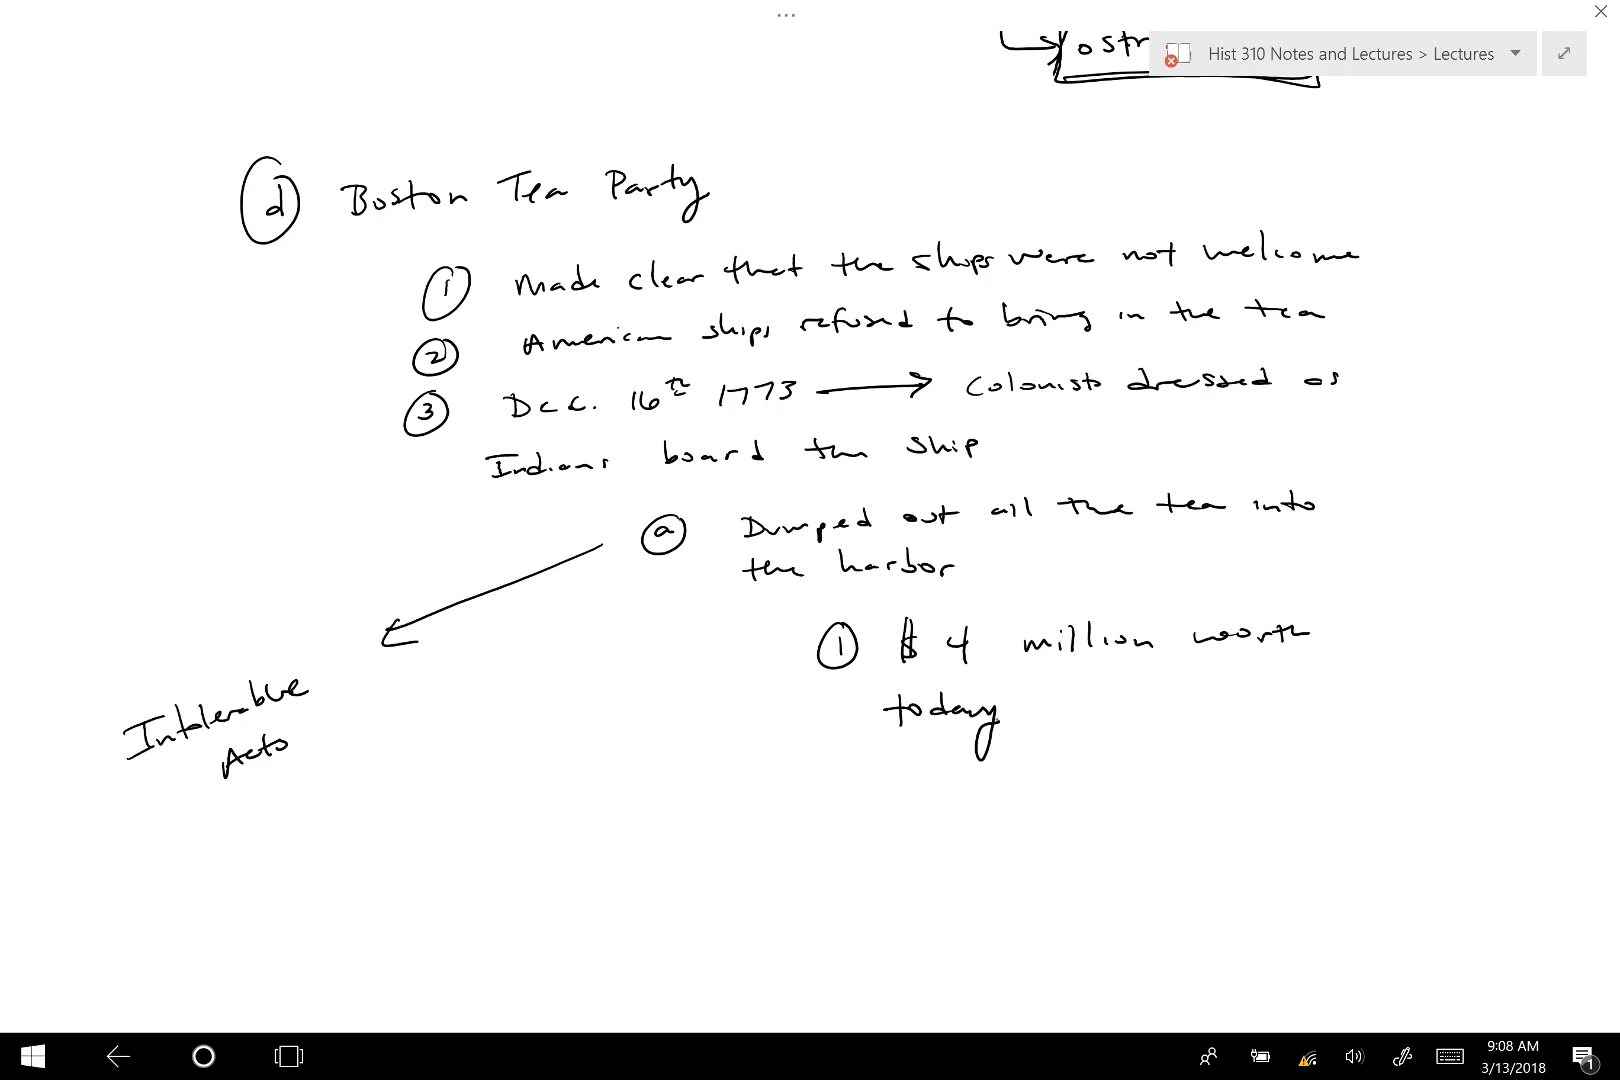 ostr
Hist 310 Notes and Lectures > Lectures
d Boston Tea Party
1 Made clear that the ships were not welcome
2 American ships refused to bring in the tea
3 Dec. 16th 1773 → Colonists dressed as
Indians board the ship
a Dumped out all the tea into
the harbor
1 $4 million worth
today
Intolerable
Acts
9:08 AM
3/13/2018
1